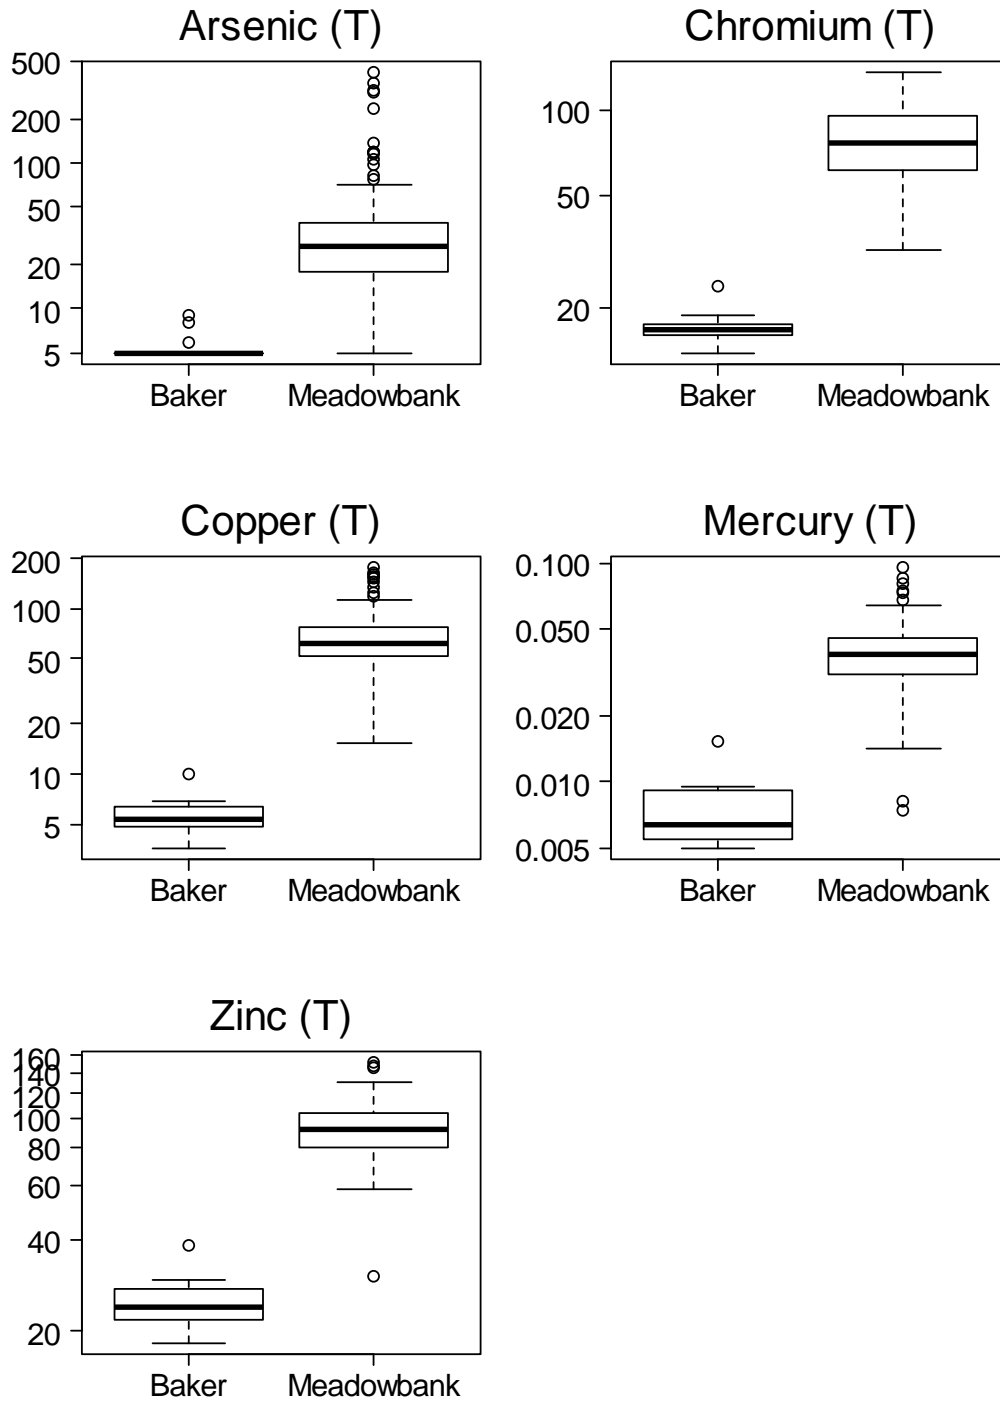 Arsenic (T)
500
200
100
50
20
10
5
Baker Meadowbank
Chromium (T)
100
50
20
Baker Meadowbank
Copper (T)
200
100
50
20
10
5
Baker Meadowbank
Mercury (T)
0.100
0.050
0.020
0.010
0.005
Baker Meadowbank
Zinc (T)
160
140
120
100
80
60
40
20
Baker Meadowbank